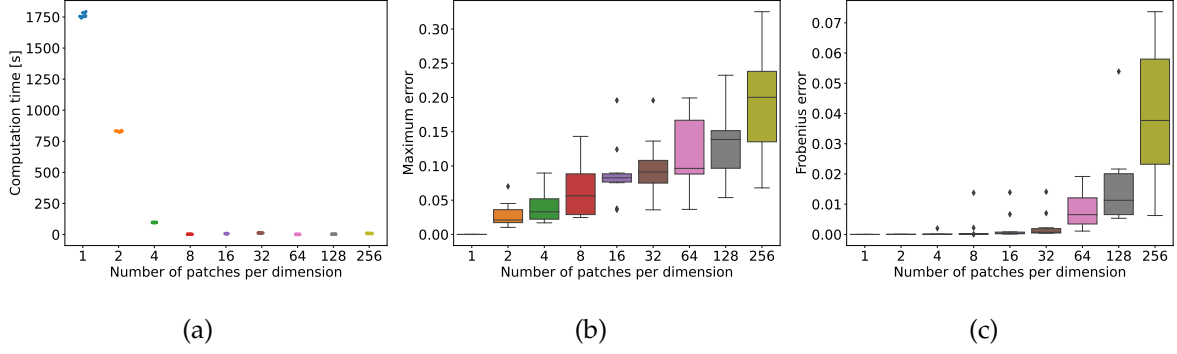 1750
1500
1250
1000
750
500
250
0
Computation time [s]
1 2 4 8 16 32 64 128 256
Number of patches per dimension
(a)
0.30
0.25
0.20
0.15
0.10
0.05
0.00
Maximum error
1 2 4 8 16 32 64 128 256
Number of patches per dimension
(b)
0.07
0.06
0.05
0.04
0.03
0.02
0.01
0.00
Frobenius error
1 2 4 8 16 32 64 128 256
Number of patches per dimension
(c)